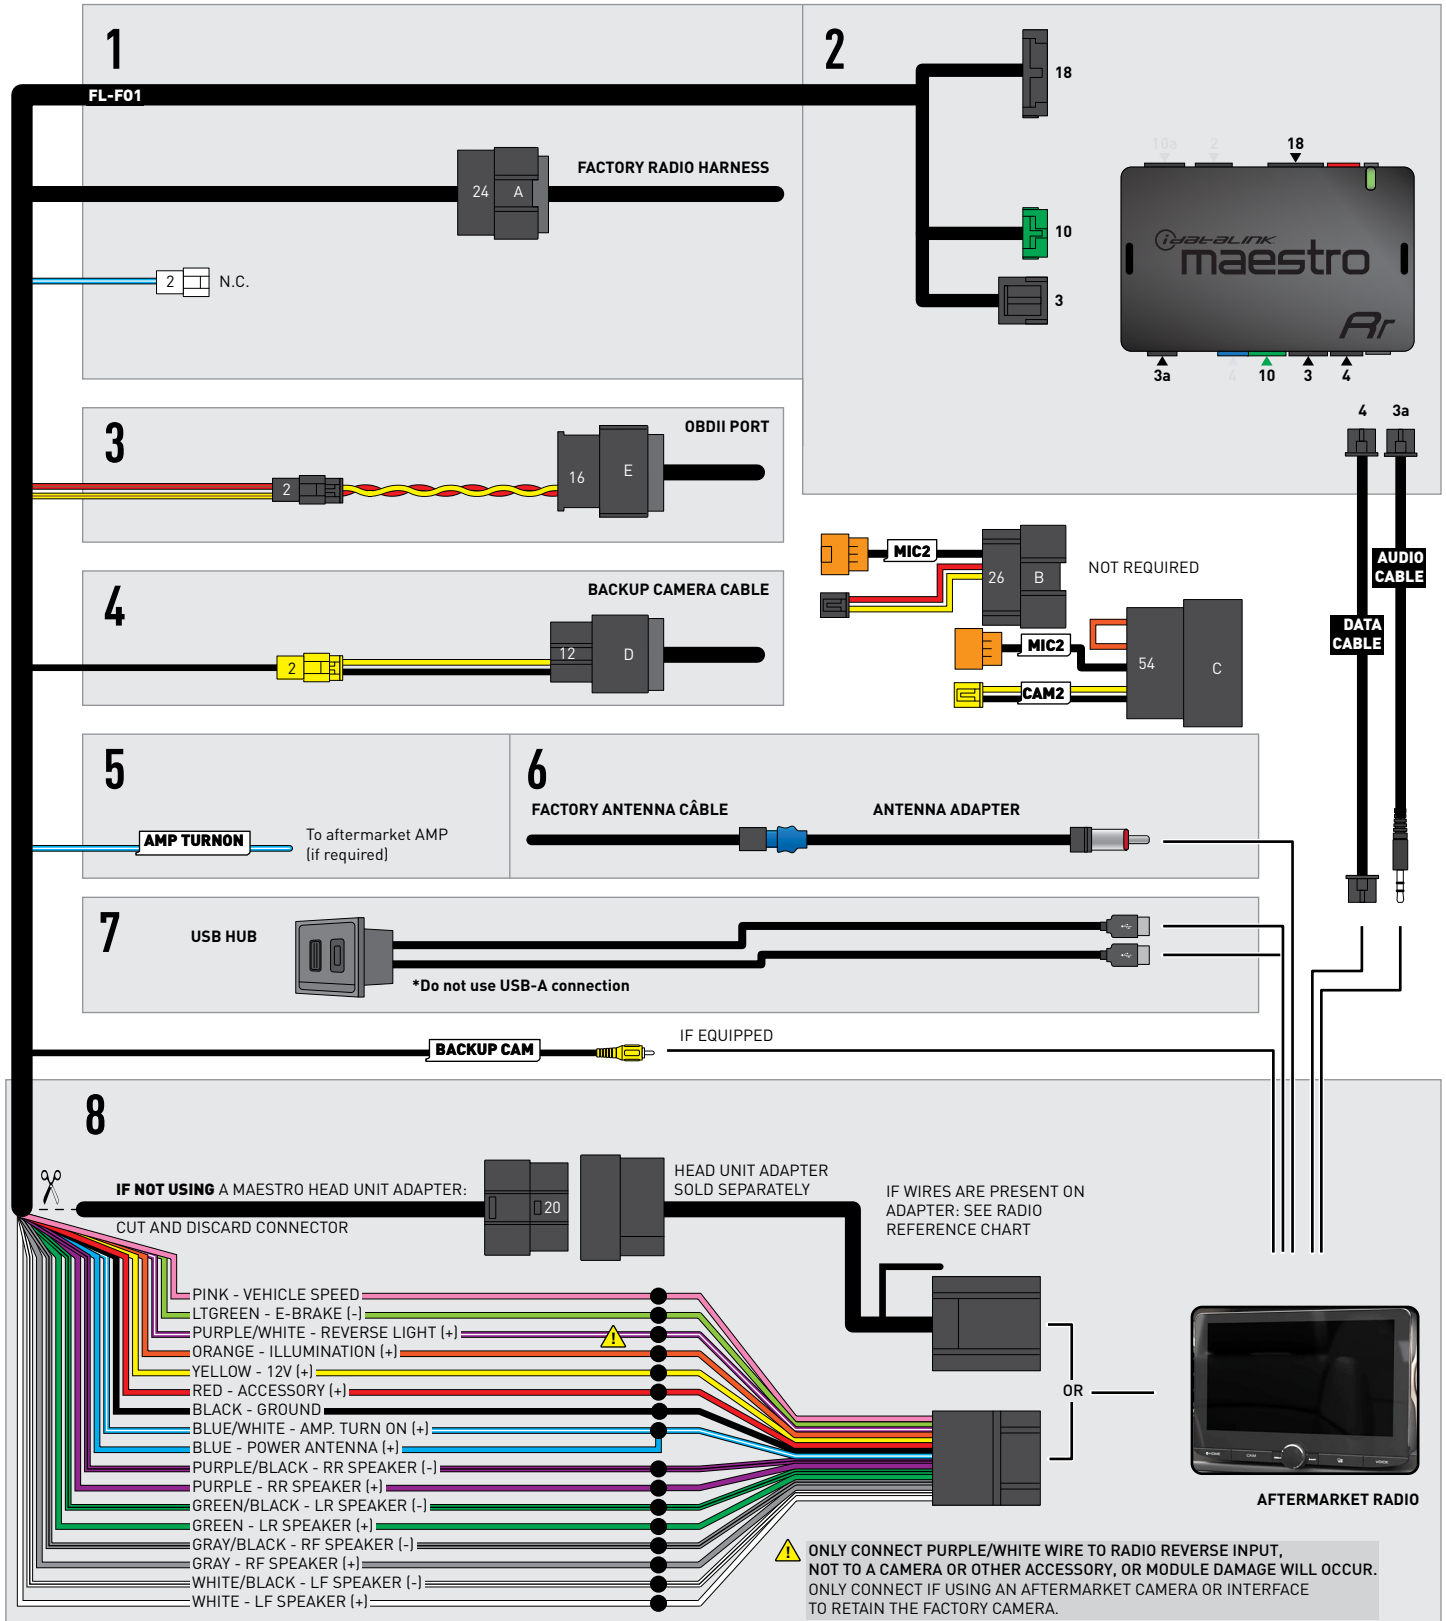 1
FL-F01
24
A
FACTORY RADIO HARNESS
2
N.C.
2
18
10
3
10a
2
18
idatalink
maestro
Rr
3a
4
10
3
4
4
3a
AUDIO
CABLE
DATA
CABLE
3
OBDII PORT
2
16
E
4
BACKUP CAMERA CABLE
2
12
D
MIC2
26
B
NOT REQUIRED
MIC2
54
C
CAM2
5
AMP TURNON
To aftermarket AMP
(if required)
6
FACTORY ANTENNA CÂBLE
ANTENNA ADAPTER
7
USB HUB
*Do not use USB-A connection
BACKUP CAM
IF EQUIPPED
8
IF NOT USING A MAESTRO HEAD UNIT ADAPTER:
CUT AND DISCARD CONNECTOR
20
HEAD UNIT ADAPTER
SOLD SEPARATELY
IF WIRES ARE PRESENT ON
ADAPTER: SEE RADIO
REFERENCE CHART
PINK - VEHICLE SPEED
LTGREEN - E-BRAKE (-)
PURPLE/WHITE - REVERSE LIGHT (+)
ORANGE - ILLUMINATION (+)
YELLOW - 12V (+)
RED - ACCESSORY (+)
BLACK - GROUND
BLUE/WHITE - AMP. TURN ON (+)
BLUE - POWER ANTENNA (+)
PURPLE/BLACK - RR SPEAKER (-)
PURPLE - RR SPEAKER (+)
GREEN/BLACK - LR SPEAKER (-)
GREEN - LR SPEAKER (+)
GRAY/BLACK - RF SPEAKER (-)
GRAY - RF SPEAKER (+)
WHITE/BLACK - LF SPEAKER (-)
WHITE - LF SPEAKER (+)
OR
HOME
CAM
VOICE
AFTERMARKET RADIO
ONLY CONNECT PURPLE/WHITE WIRE TO RADIO REVERSE INPUT,
NOT TO A CAMERA OR OTHER ACCESSORY, OR MODULE DAMAGE WILL OCCUR.
ONLY CONNECT IF USING AN AFTERMARKET CAMERA OR INTERFACE
TO RETAIN THE FACTORY CAMERA.